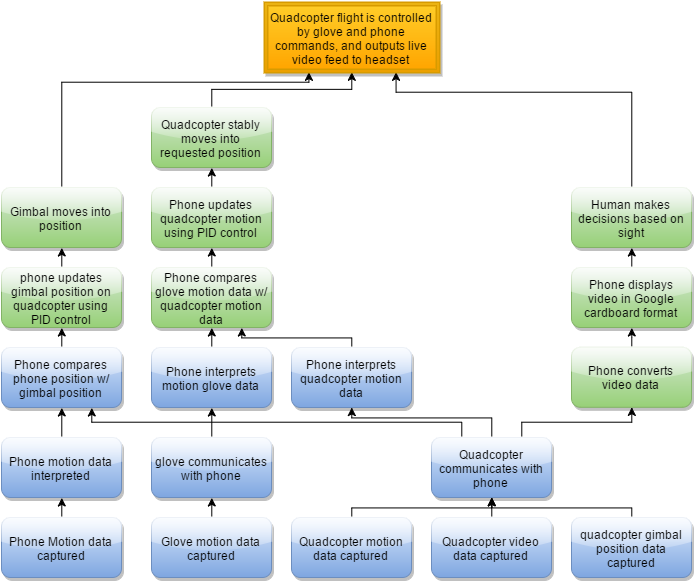 Quadcopter flight is controlled
by glove and phone
commands, and outputs live
video feed to headset
Quadcopter stably
moves into
requested position
Gimbal moves into
position
Phone updates
quadcopter motion
using PID control
Human makes
decisions based on
sight
phone updates
gimbal position on
quadcopter using
PID control
Phone compares
glove motion data w/
quadcopter motion
data
Phone displays
video in Google
cardboard format
Phone compares
phone position w/
gimbal position
Phone interprets
motion glove data
Phone interprets
quadcopter motion
data
Phone converts
video data
Phone motion data
interpreted
glove communicates
with phone
Quadcopter
communicates with
phone
Phone Motion data
captured
Glove motion data
captured
Quadcopter motion
data captured
Quadcopter video
data captured
quadcopter gimbal
position data
captured